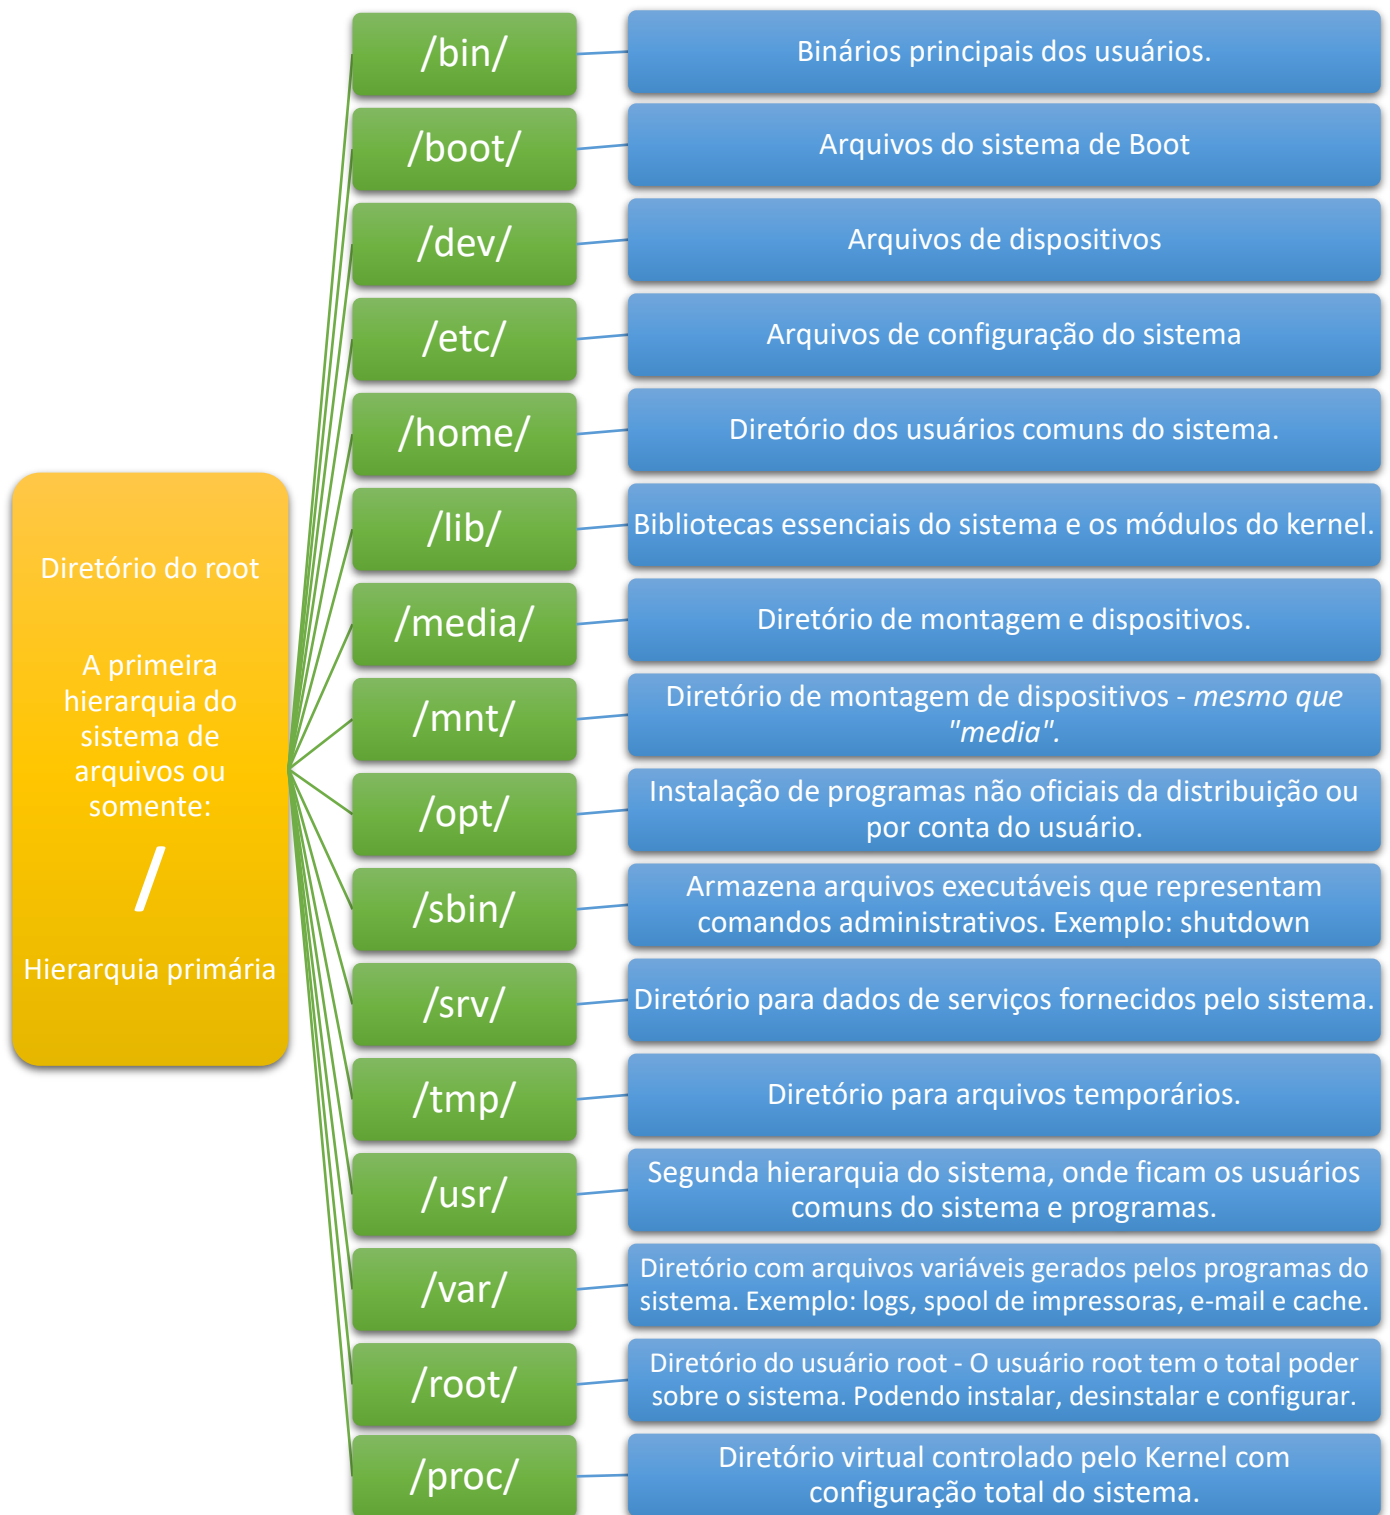 Diretório do root
A primeira
hierarquia do
sistema de
arquivos ou
somente:
/
Hierarquia primária
/bin/
Binários principais dos usuários.
/boot/
Arquivos do sistema de Boot
/dev/
Arquivos de dispositivos
/etc/
Arquivos de configuração do sistema
/home/
Diretório dos usuários comuns do sistema.
/lib/
Bibliotecas essenciais do sistema e os módulos do kernel.
/media/
Diretório de montagem e dispositivos.
/mnt/
Diretório de montagem de dispositivos - mesmo que
"media".
/opt/
Instalação de programas não oficiais da distribuição ou
por conta do usuário.
/sbin/
Armazena arquivos executáveis que representam
comandos administrativos. Exemplo: shutdown
/srv/
Diretório para dados de serviços fornecidos pelo sistema.
/tmp/
Diretório para arquivos temporários.
/usr/
Segunda hierarquia do sistema, onde ficam os usuários
comuns do sistema e programas.
/var/
Diretório com arquivos variáveis gerados pelos programas do
sistema. Exemplo: logs, spool de impressoras, e-mail e cache.
/root/
Diretório do usuário root - O usuário root tem o total poder
sobre o sistema. Podendo instalar, desinstalar e configurar.
/proc/
Diretório virtual controlado pelo Kernel com
configuração total do sistema.